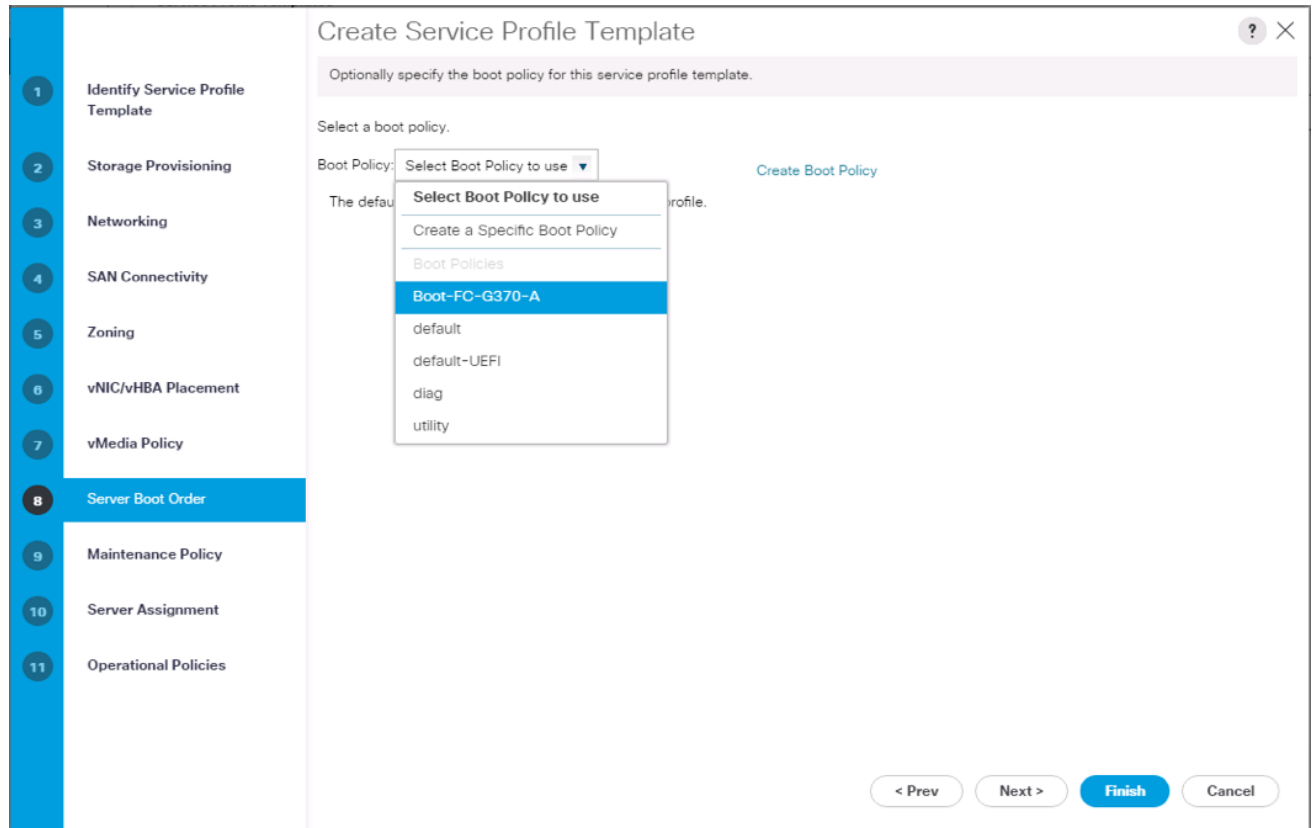 Create Service Profile Template
?
Optionally specify the boot policy for this service profile template.
1
Identify Service Profile
Template
2
Storage Provisioning
3
Networking
4
SAN Connectivity
5
Zoning
6
vNIC/vHBA Placement
7
vMedia Policy
8
Server Boot Order
9
Maintenance Policy
10
Server Assignment
11
Operational Policies
Select a boot policy.
Boot Policy: Select Boot Policy to use
Create Boot Policy
The defau
rofile.
Select Boot Policy to use
Create a Specific Boot Policy
Boot Policies
Boot-FC-G370-A
default
default-UEFI
diag
utility
< Prev
Next >
Finish
Cancel